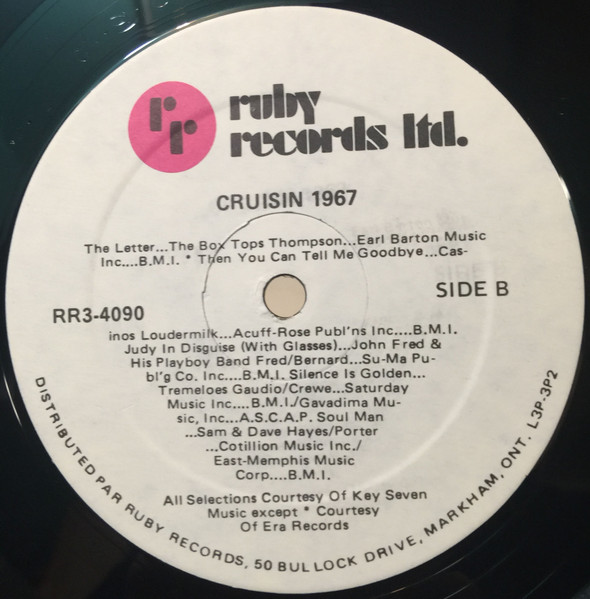 rr
ruby
records ltd.
CRUISIN 1967
The Letter...The Box Tops Thompson...Earl Barton Music
Inc....B.M.I. * Then You Can Tell Me Goodbye...Cas-
SIDE B
RR3-4090
inos Loudermilk...Acuff-Rose Publ'ns Inc....B.M.I.
Judy In Disguise (With Glasses)...John Fred &
His Playboy Band Fred/Bernard...Su-Ma Pu-
bl'g Co. Inc....B.M.I. Silence Is Golden...
Tremeloes Gaudio/Crewe...Saturday
Music Inc....B.M.I./Gavadima Mu-
sic, Inc...A.S.C.A.P. Soul Man
...Sam & Dave Hayes/Porter
...Cotillion Music Inc./
East-Memphis Music
Corp....B.M.I.
All Selections Courtesy Of Key Seven
Music except * Courtesy
Of Era Records
DISTRIBUTED PAR RUBY RECORDS, 50 BULLOCK DRIVE, MARKHAM, ONT. L3P-3P2